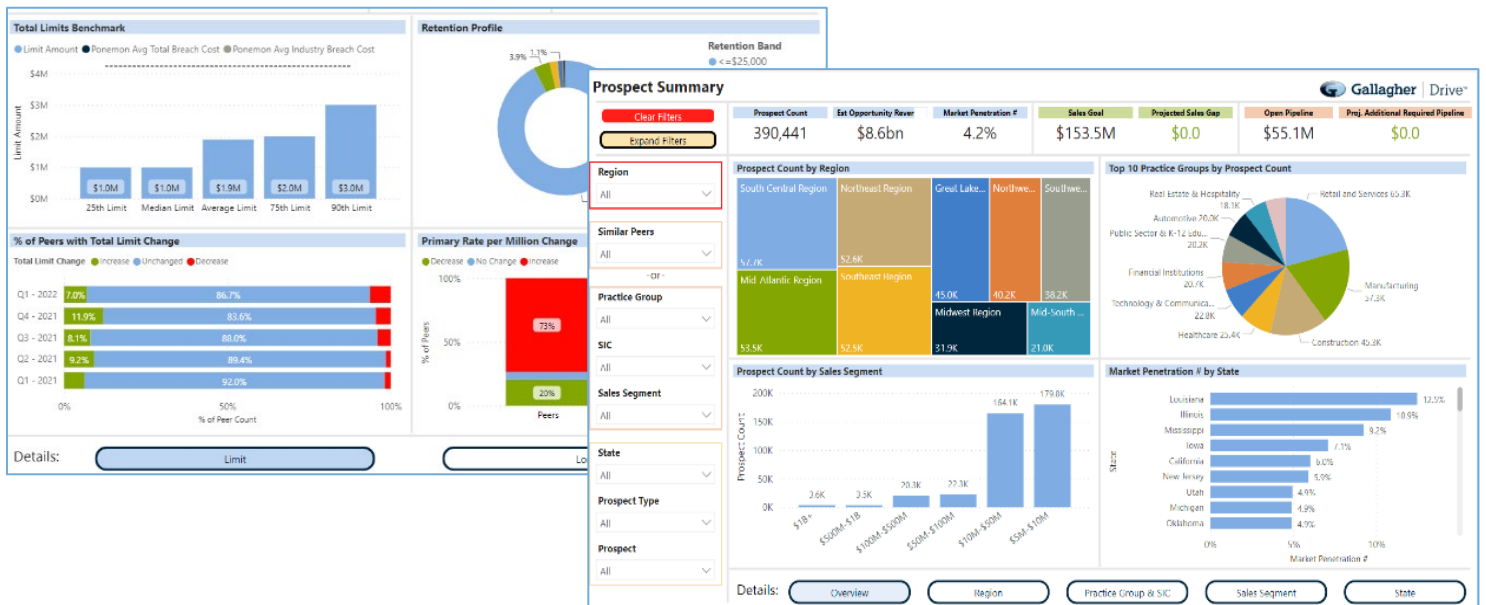 Total Limits Benchmark
Limit Amount Ponemon Avg Total Breach Cost Ponemon Avg Industry Breach Cost
$4M
$3M
$2M
$1M
$0M
Limit Amount
$1.0M $1.0M $1.9M $2.0M $3.0M
25th Limit Median Limit Average Limit 75th Limit 90th Limit
Retention Profile
3.9% 1.1%
Retention Band
<=$25,000
% of Peers with Total Limit Change
Total Limit Change Increase Unchanged Decrease
Q1 - 2022 7.0% 86.7%
Q4 - 2021 11.9% 83.6%
Q3 - 2021 8.1% 88.0%
Q2 - 2021 9.2% 89.4%
Q1 - 2021 92.0%
0% 50% 100%
% of Peer Count
Primary Rate per Million Change
Decrease No Change Increase
100%
50%
0%
% of Peers
73%
20%
Peers
Details: Limit Lo
Prospect Summary
Gallagher Drive
Clear Filters
Expand Filters
Prospect Count Est Opportunity Rever Market Penetration # Sales Goal Projected Sales Gap Open Pipeline Proj. Additional Required Pipeline
390,441 $8.6bn 4.2% $153.5M $0.0 $55.1M $0.0
Region
All
Similar Peers
All
-or-
Practice Group
All
SIC
All
Sales Segment
All
State
All
Prospect Type
All
Prospect
All
Prospect Count by Region
South Central Region
57.7K
Northeast Region
52.6K
Great Lake...
45.0K
Northwe...
40.2K
Southwe...
38.2K
Mid-Atlantic Region
53.5K
Southeast Region
52.5K
Midwest Region
31.9K
Mid-South ...
21.0K
Top 10 Practice Groups by Prospect Count
Real Estate & Hospitality
18.1K
Retail and Services 65.3K
Automotive 20.0K
Public Sector & K-12 Edu...
20.2K
Financial Institutions
20.7K
Technology & Communica...
22.8K
Healthcare 25.4K
Construction 45.3K
Manufacturing
57.3K
Prospect Count by Sales Segment
200K
150K
100K
50K
0K
Prospect Count
3.6K 3.5K 20.3K 22.3K 164.1K 179.0K
$1B+ $500M-$1B $100M-$500M $50M-$100M $10M-$50M $5M-$10M
Market Penetration # by State
State
Louisiana 12.5%
Illinois 10.9%
Mississippi 9.2%
Iowa 7.1%
California 6.0%
New Jersey 5.9%
Utah 4.9%
Michigan 4.9%
Oklahoma 4.9%
0% 5% 10%
Market Penetration #
Details: Overview Region Practice Group & SIC Sales Segment State